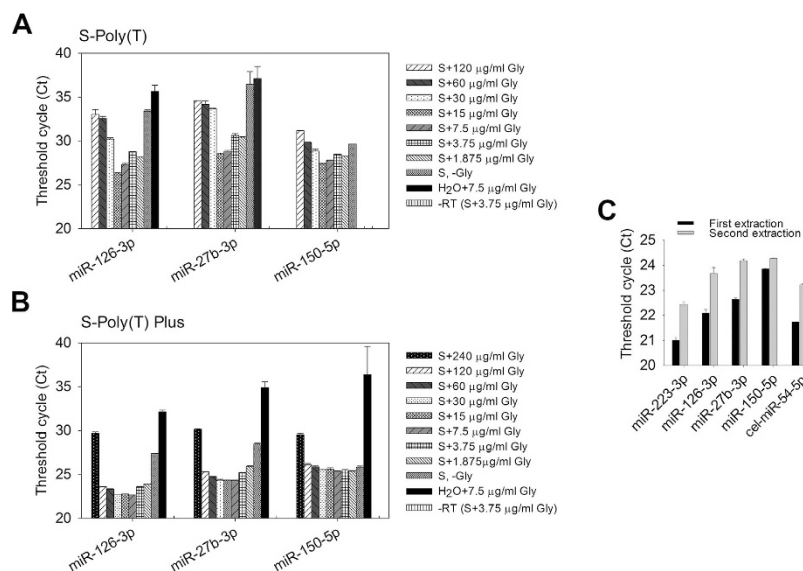 A
S-Poly(T)
Threshold cycle (Ct)
40
35
30
25
20
miR-126-3p
miR-27b-3p
miR-150-5p
S+120 µg/ml Gly
S+60 µg/ml Gly
S+30 µg/ml Gly
S+15 µg/ml Gly
S+7.5 µg/ml Gly
S+3.75 µg/ml Gly
S+1.875 µg/ml Gly
S, -Gly
H₂O+7.5 µg/ml Gly
-RT (S+3.75 µg/ml Gly)
B
S-Poly(T) Plus
Threshold cycle (Ct)
40
35
30
25
20
miR-126-3p
miR-27b-3p
miR-150-5p
S+240 µg/ml Gly
S+120 µg/ml Gly
S+60 µg/ml Gly
S+30 µg/ml Gly
S+15 µg/ml Gly
S+7.5 µg/ml Gly
S+3.75 µg/ml Gly
S+1.875µg/ml Gly
S, -Gly
H₂O+7.5 µg/ml Gly
-RT (S+3.75 µg/ml Gly)
C
First extraction
Second extraction
Threshold cycle (Ct)
25
24
23
22
21
20
miR-223-3p
miR-126-3p
miR-27b-3p
miR-150-5p
cel-miR-54-5p